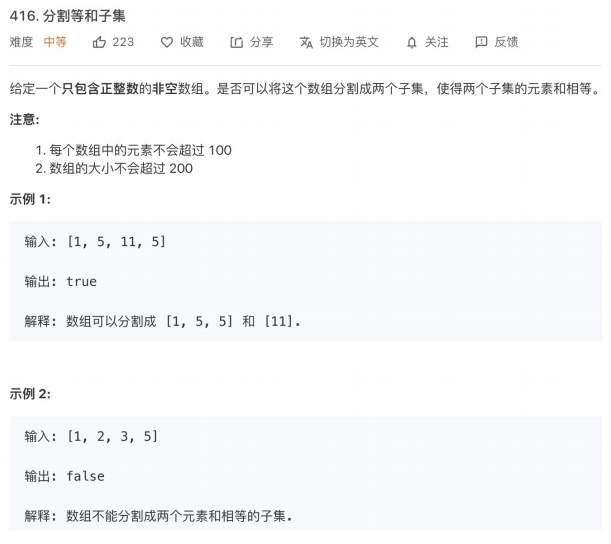 416. 分割等和子集
难度 中等 223 收藏 分享 切换为英文 关注 反馈
给定一个只包含正整数的非空数组。是否可以将这个数组分割成两个子集，使得两个子集的元素和相等。
注意:
1. 每个数组中的元素不会超过 100
2. 数组的大小不会超过 200
示例 1:
输入: [1, 5, 11, 5]
输出: true
解释: 数组可以分割成 [1, 5, 5] 和 [11].
示例 2:
输入: [1, 2, 3, 5]
输出: false
解释: 数组不能分割成两个元素和相等的子集.